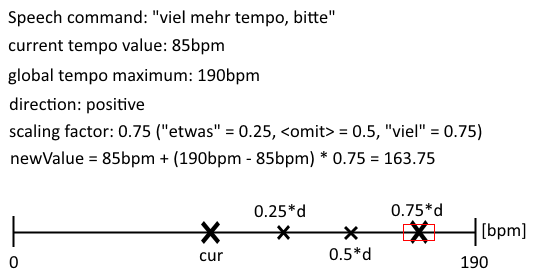 Speech command: "viel mehr tempo, bitte"
current tempo value: 85bpm
global tempo maximum: 190bpm
direction: positive
scaling factor: 0.75 ("etwas" = 0.25, <omit> = 0.5, "viel" = 0.75)
newValue = 85bpm + (190bpm - 85bpm) * 0.75 = 163.75
0.25*d 0.75*d
[bpm]
cur 0.5*d
0 190